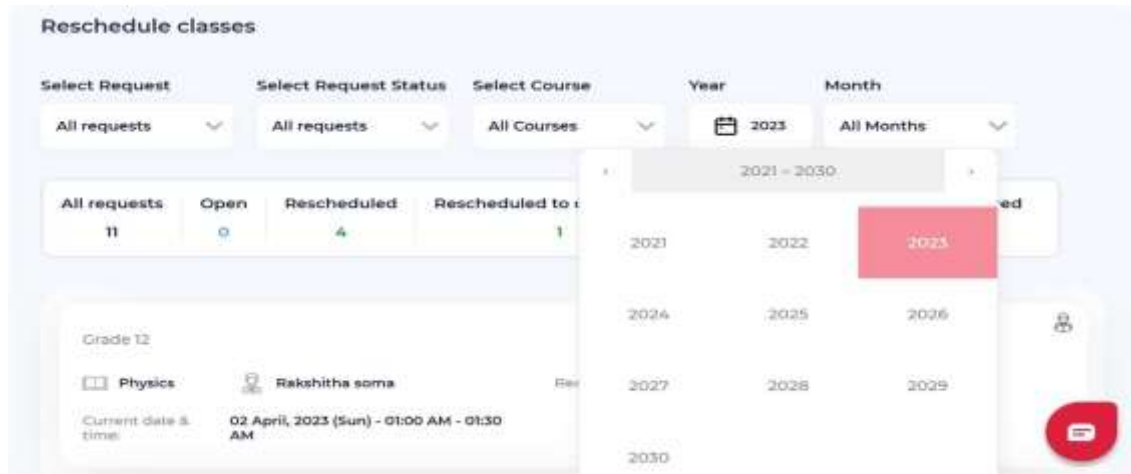 Reschedule classes
Select Request Select Request Status Select Course Year Month
All requests All requests All Courses 2023 All Months
2021 – 2030
All requests Open Rescheduled Rescheduled to
11 0 4 1
2021 2022 2023
2024 2025 2026
Grade 12
Physics Rakshitha soma
2027 2028 2029
Current date & time: 02 April, 2023 (Sun) - 01:00 AM - 01:30
AM
2030